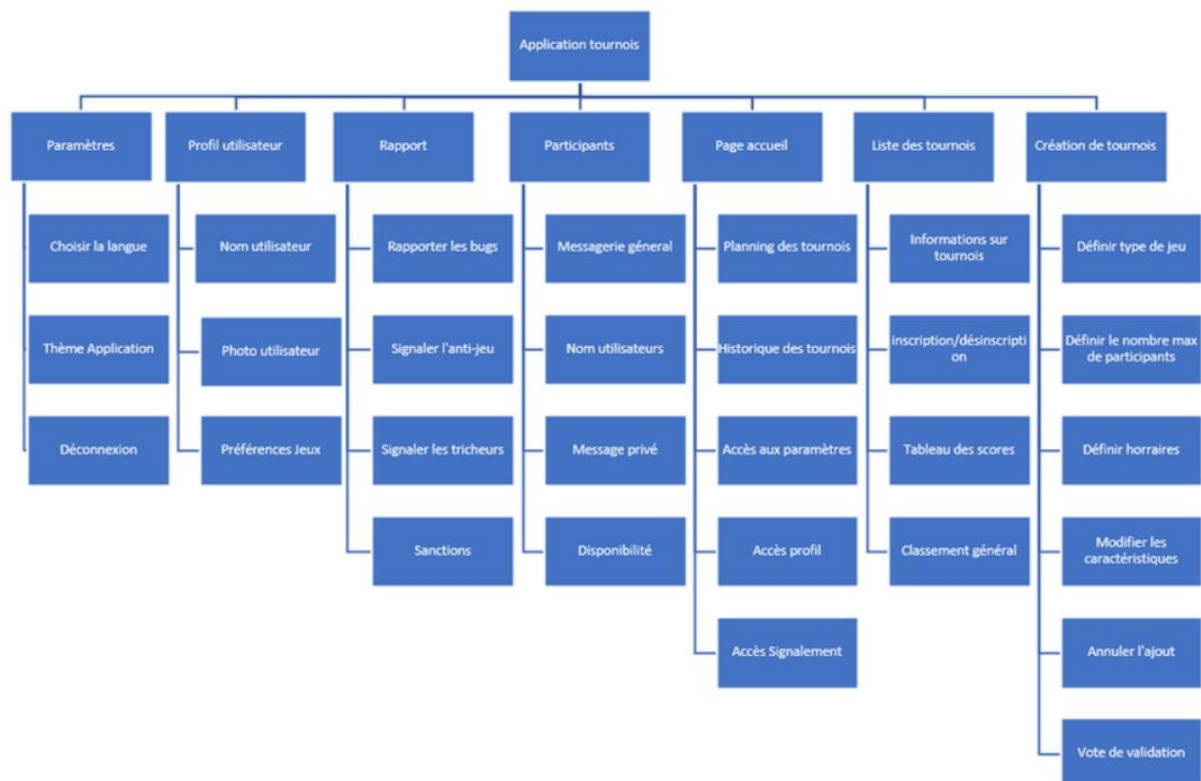 Application tournois
Paramètres
Profil utilisateur
Rapport
Participants
Page accueil
Liste des tournois
Création de tournois
Choisir la langue
Thème Application
Déconnexion
Nom utilisateur
Photo utilisateur
Préférences Jeux
Rapporter les bugs
Signaler l'anti-jeu
Signaler les tricheurs
Sanctions
Messagerie géneral
Nom utilisateurs
Message privé
Disponibilité
Planning des tournois
Historique des tournois
Accès aux paramètres
Accès profil
Accès Signalement
Informations sur
tournois
inscription/désinscripti
on
Tableau des scores
Classement général
Définir type de jeu
Définir le nombre max
de participants
Définir horraires
Modifier les
caractéristiques
Annuler l'ajout
Vote de validation